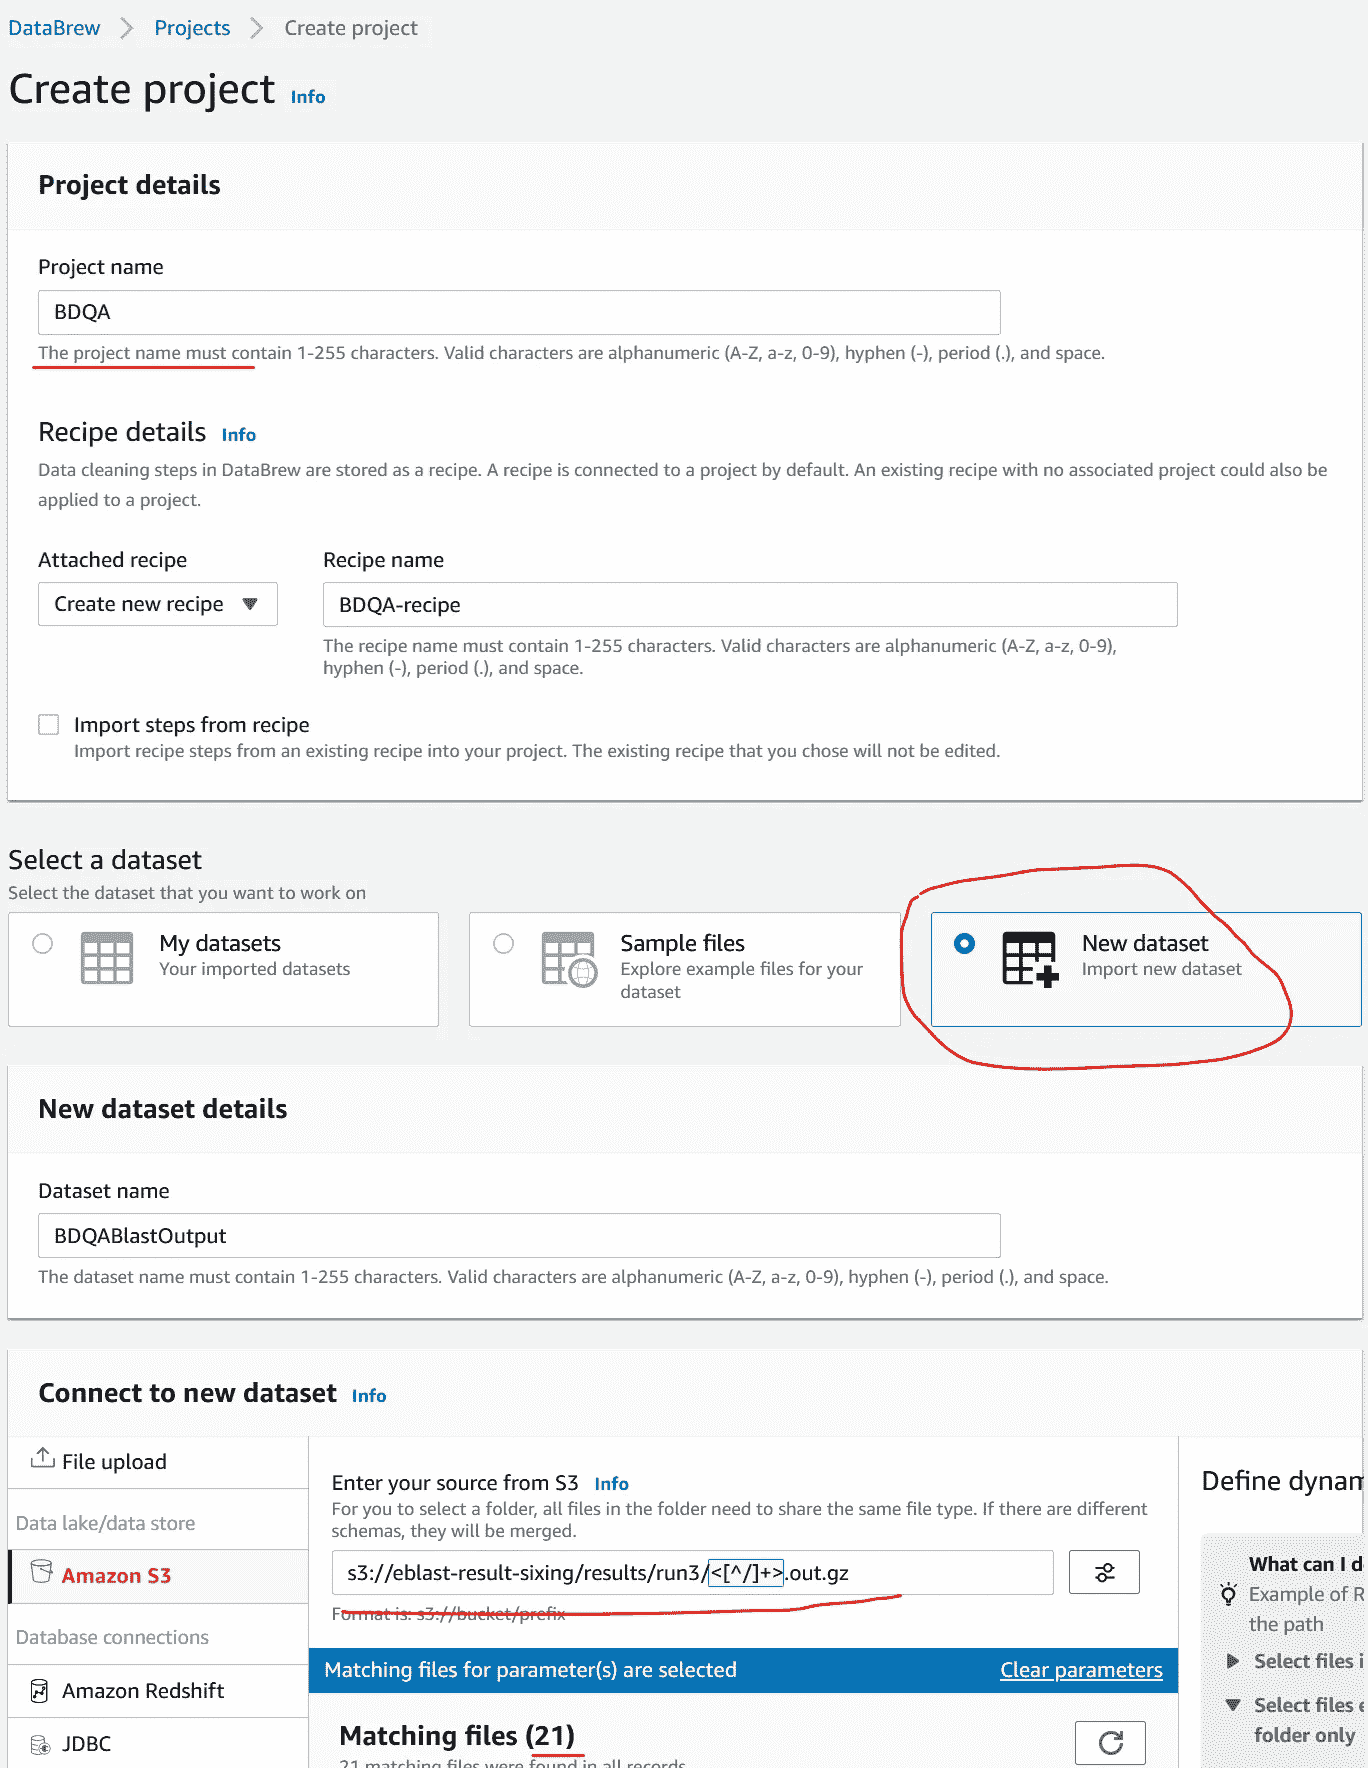 DataBrew > Projects > Create project
Create project Info
Project details
Project name
BDQA
The project name must contain 1-255 characters. Valid characters are alphanumeric (A-Z, a-z, 0-9), hyphen (-), period (.), and space.
Recipe details Info
Data cleaning steps in DataBrew are stored as a recipe. A recipe is connected to a project by default. An existing recipe with no associated project could also be
applied to a project.
Attached recipe Recipe name
Create new recipe BDQA-recipe
The recipe name must contain 1-255 characters. Valid characters are alphanumeric (A-Z, a-z, 0-9),
hyphen (-), period (.), and space.
Import steps from recipe
Import recipe steps from an existing recipe into your project. The existing recipe that you chose will not be edited.
Select a dataset
Select the dataset that you want to work on
My datasets
Your imported datasets
Sample files
Explore example files for your
dataset
New dataset
Import new dataset
New dataset details
Dataset name
BDQABlastOutput
The dataset name must contain 1-255 characters. Valid characters are alphanumeric (A-Z, a-z, 0-9), hyphen (-), period (.), and space.
Connect to new dataset Info
File upload
Data lake/data store
Amazon S3
Database connections
Amazon Redshift
JDBC
Enter your source from S3 Info
For you to select a folder, all files in the folder need to share the same file type. If there are different
schemas, they will be merged.
s3://eblast-result-sixing/results/run3/<[^/]+>.out.gz
Format is: s3://bucket/prefix
Matching files for parameter(s) are selected Clear parameters
Matching files (21)
21 matching files were found in all records
Define dynam
What can I d
Example of R
the path
Select files i
Select files e
folder only